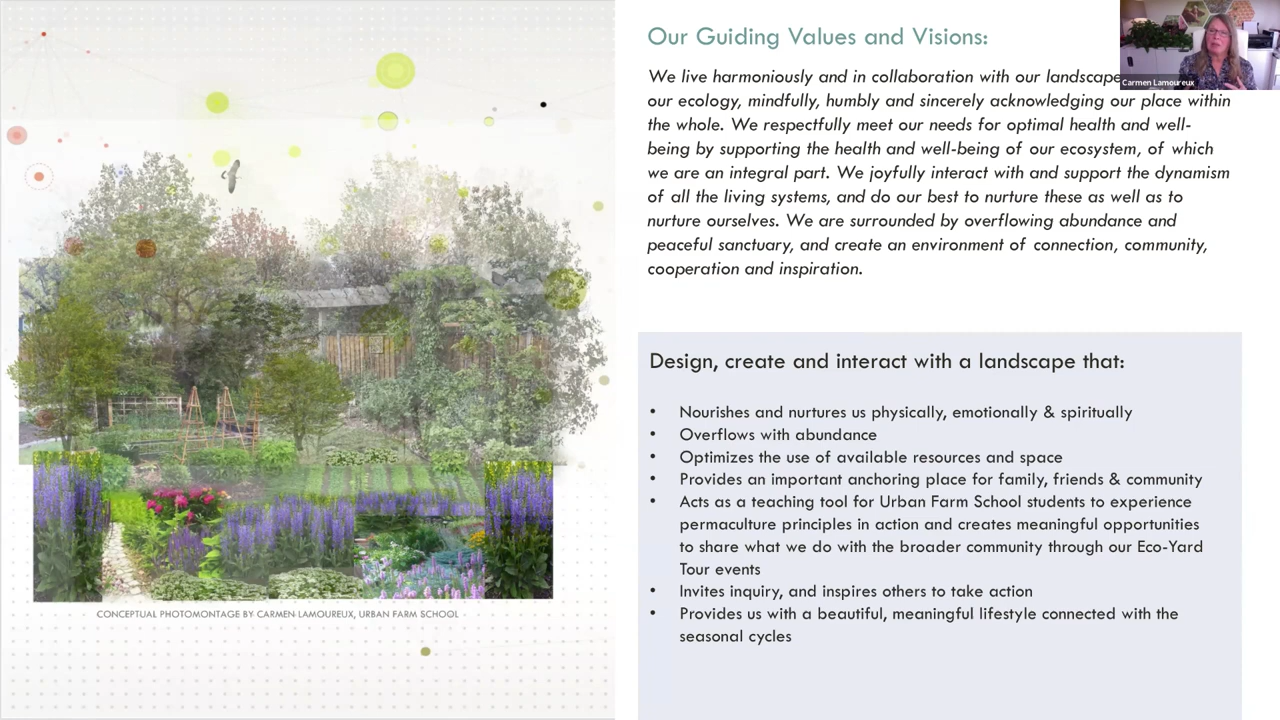 Our Guiding Values and Visions:
Carmen Lamoureux
We live harmoniously and in collaboration with our landscape
our ecology, mindfully, humbly and sincerely acknowledging our place within
the whole. We respectfully meet our needs for optimal health and well-
being by supporting the health and well-being of our ecosystem, of which
we are an integral part. We joyfully interact with and support the dynamism
of all the living systems, and do our best to nurture these as well as to
nurture ourselves. We are surrounded by overflowing abundance and
peaceful sanctuary, and create an environment of connection, community,
cooperation and inspiration.
Design, create and interact with a landscape that:
• Nourishes and nurtures us physically, emotionally & spiritually
• Overflows with abundance
• Optimizes the use of available resources and space
• Provides an important anchoring place for family, friends & community
• Acts as a teaching tool for Urban Farm School students to experience
permaculture principles in action and creates meaningful opportunities
to share what we do with the broader community through our Eco-Yard
Tour events
• Invites inquiry, and inspires others to take action
• Provides us with a beautiful, meaningful lifestyle connected with the
seasonal cycles
CONCEPTUAL PHOTOMONTAGE BY CARMEN LAMOUREUX, URBAN FARM SCHOOL